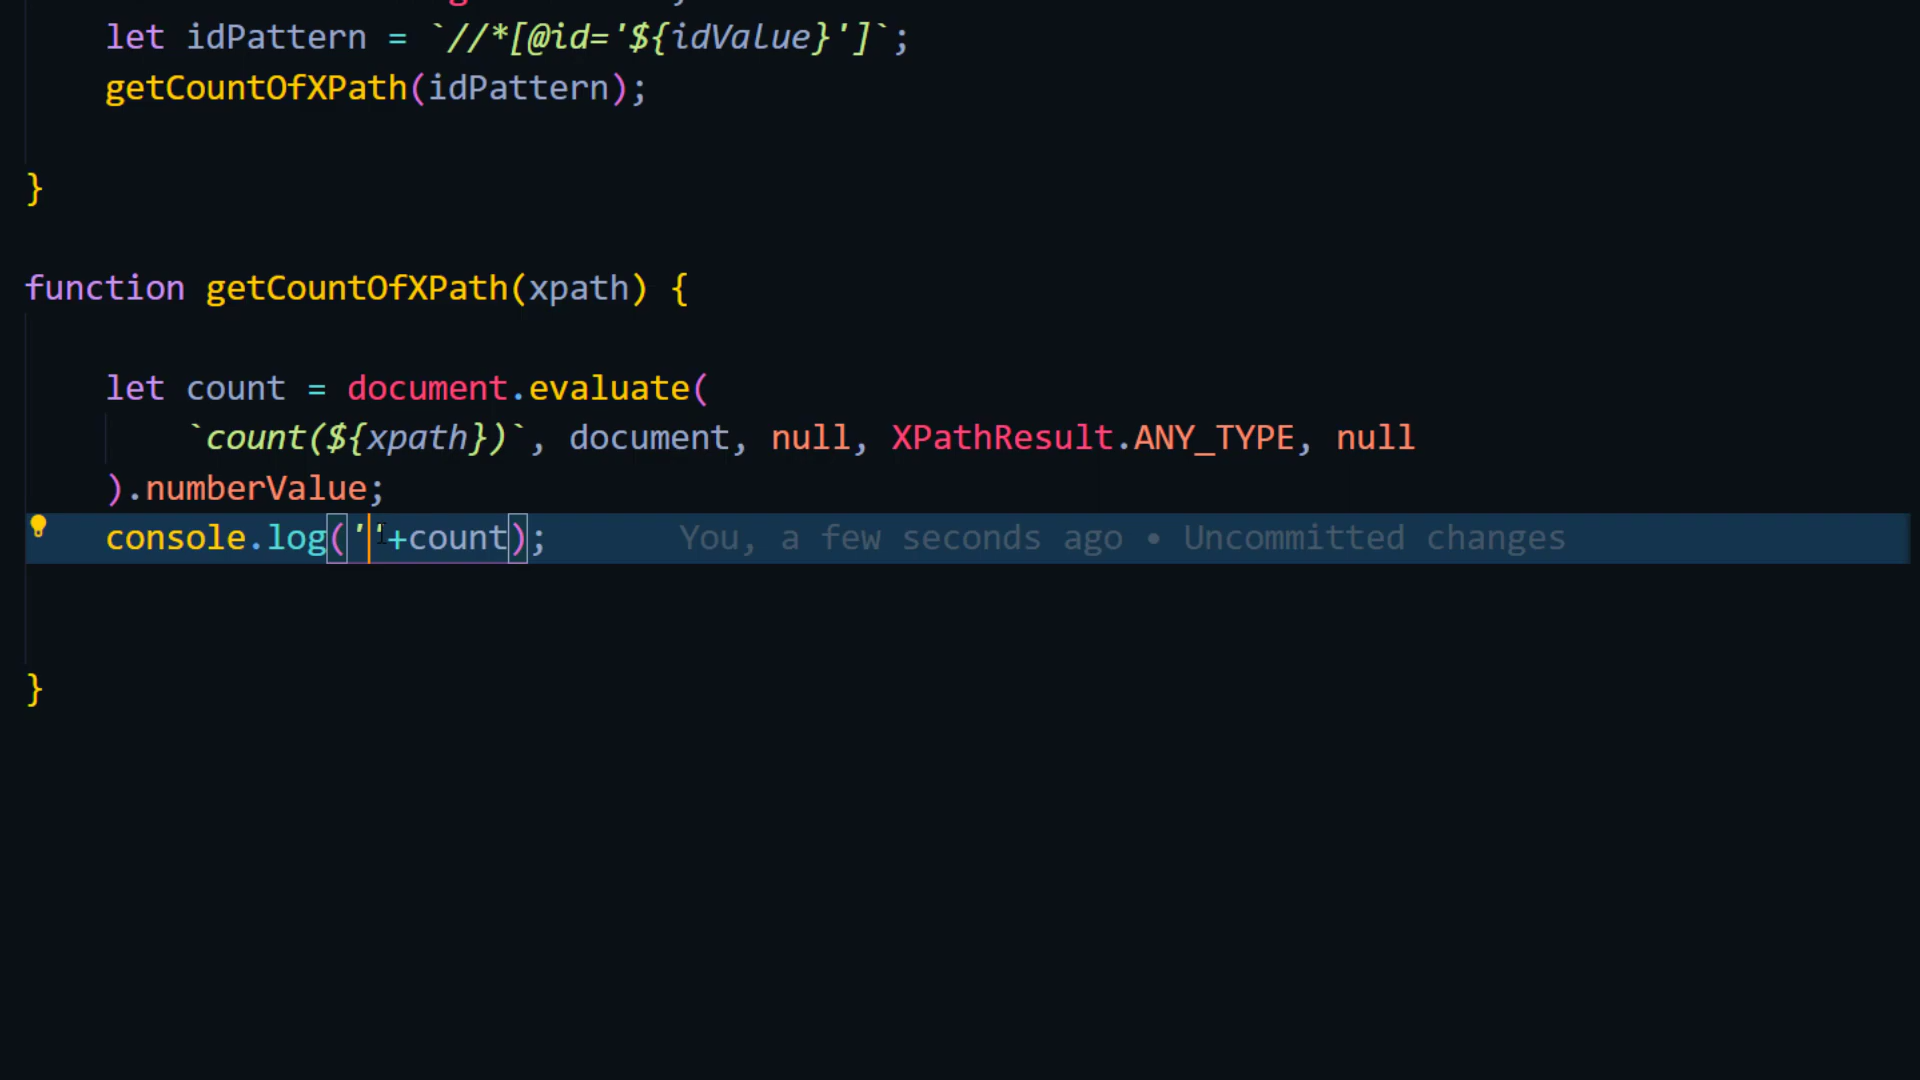 let idPattern = `//*[@id='${idValue}']`;
getCountOfXPath(idPattern);
}
function getCountOfXPath(xpath) {
let count = document.evaluate(
`count(${xpath})`, document, null, XPathResult.ANY_TYPE, null
).numberValue;
console.log(''+count); You, a few seconds ago • Uncommitted changes
}